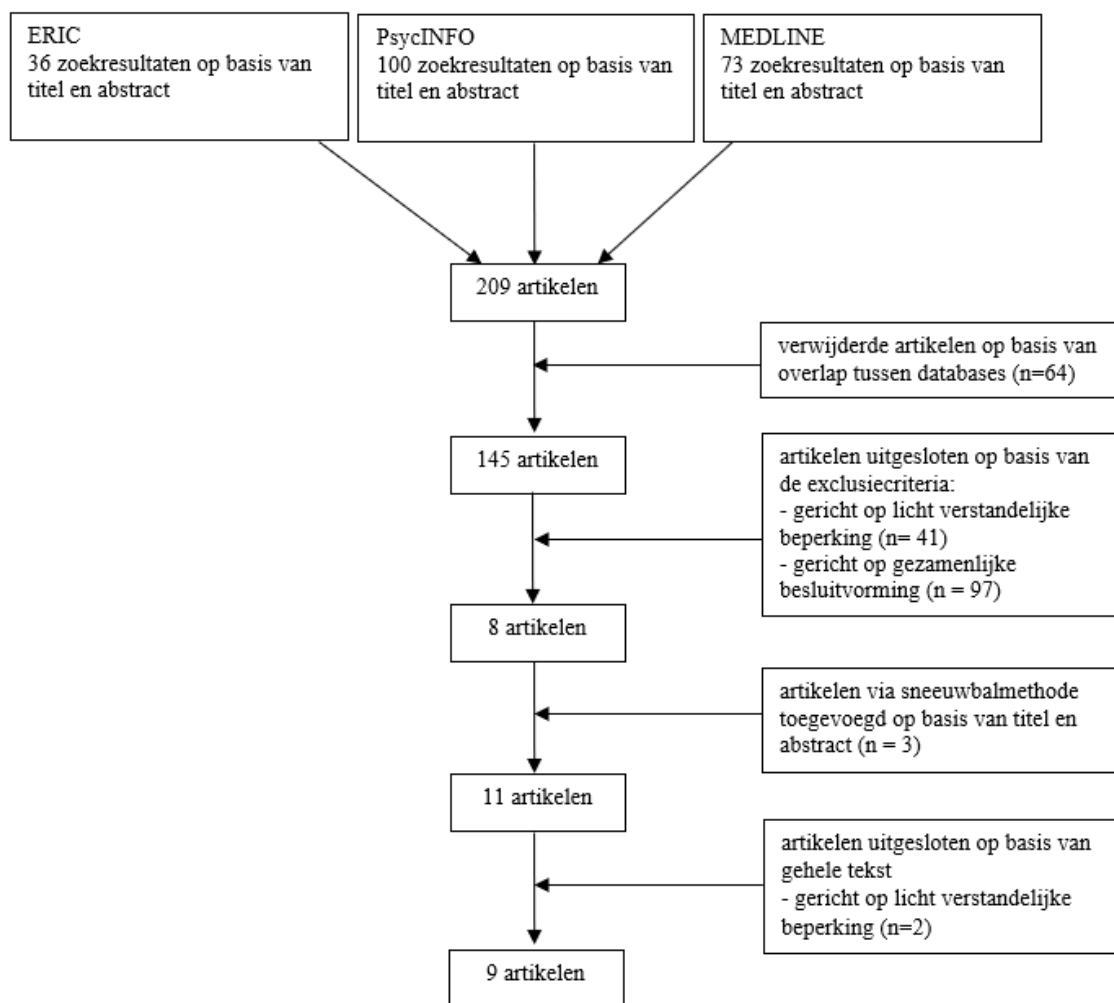 ERIC
36 zoekresultaten op basis van
titel en abstract
PsycINFO
100 zoekresultaten op basis van
titel en abstract
MEDLINE
73 zoekresultaten op basis van
titel en abstract
209 artikelen
verwijderde artikelen op basis van
overlap tussen databases (n=64)
145 artikelen
artikelen uitgesloten op basis van
de exclusiecriteria:
- gericht op licht verstandelijke
beperking (n= 41)
- gericht op gezamenlijke
besluitvorming (n = 97)
8 artikelen
artikelen via sneeuwbalmethode
toegevoegd op basis van titel en
abstract (n = 3)
11 artikelen
artikelen uitgesloten op basis van
gehele tekst
- gericht op licht verstandelijke
beperking (n=2)
9 artikelen